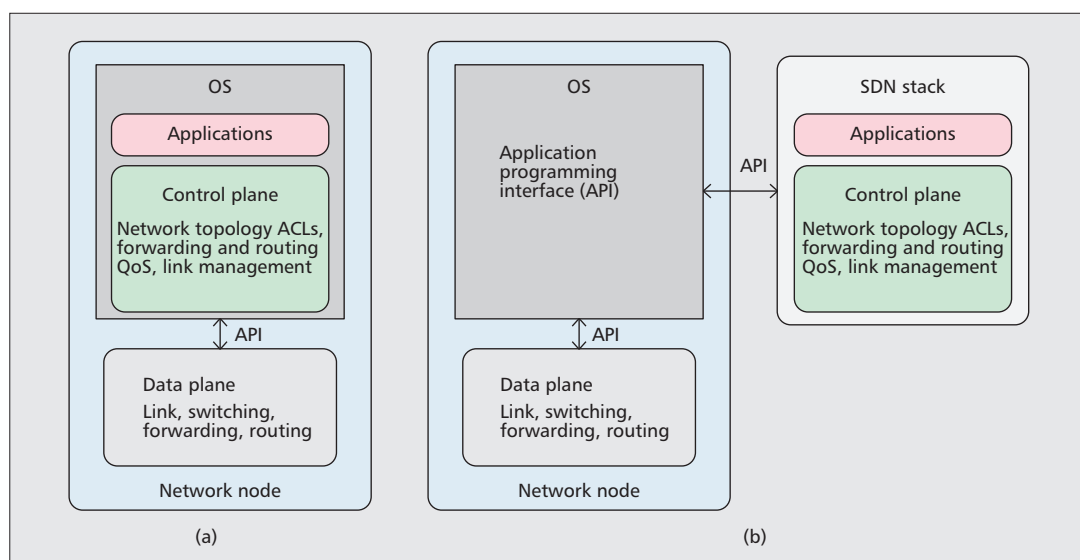 OS
Applications
Control plane
Network topology ACLs,
forwarding and routing
QoS, link management
API
Data plane
Link, switching,
forwarding, routing
Network node
(a)
OS
Application
programming
interface (API)
API
Data plane
Link, switching,
forwarding, routing
Network node
API
SDN stack
Applications
Control plane
Network topology ACLs,
forwarding and routing
QoS, link management
(b)